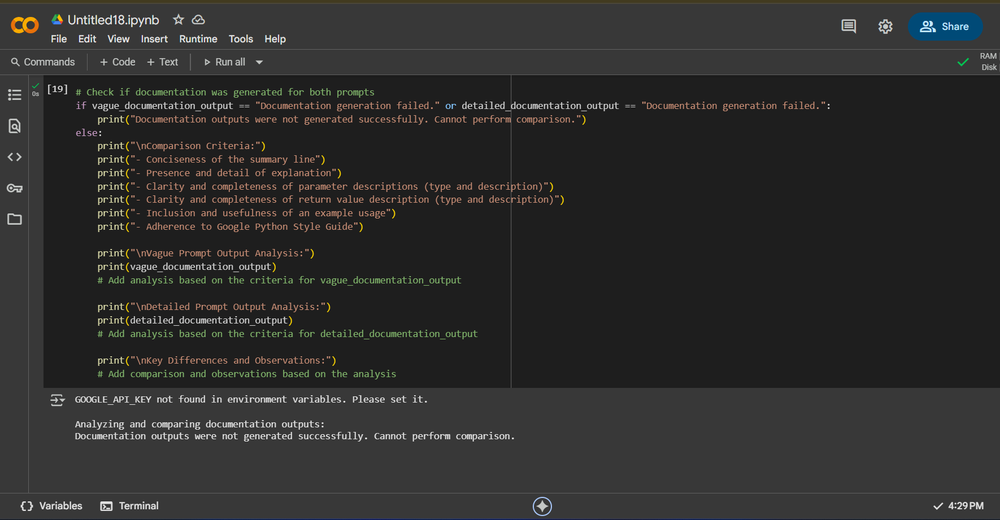 Untitled18.ipynb
File Edit View Insert Runtime Tools Help
Share
Commands + Code + Text Run all
RAM
Disk
0s
[19]
# Check if documentation was generated for both prompts
if vague_documentation_output == "Documentation generation failed." or detailed_documentation_output == "Documentation generation failed.":
    print("Documentation outputs were not generated successfully. Cannot perform comparison.")
else:
    print("\nComparison Criteria:")
    print("- Conciseness of the summary line")
    print("- Presence and detail of explanation")
    print("- Clarity and completeness of parameter descriptions (type and description)")
    print("- Clarity and completeness of return value description (type and description)")
    print("- Inclusion and usefulness of an example usage")
    print("- Adherence to Google Python Style Guide")
    print("\nVague Prompt Output Analysis:")
    print(vague_documentation_output)
    # Add analysis based on the criteria for vague_documentation_output
    print("\nDetailed Prompt Output Analysis:")
    print(detailed_documentation_output)
    # Add analysis based on the criteria for detailed_documentation_output
    print("\nKey Differences and Observations:")
    # Add comparison and observations based on the analysis
GOOGLE_API_KEY not found in environment variables. Please set it.
Analyzing and comparing documentation outputs:
Documentation outputs were not generated successfully. Cannot perform comparison.
{} Variables Terminal
4:29 PM